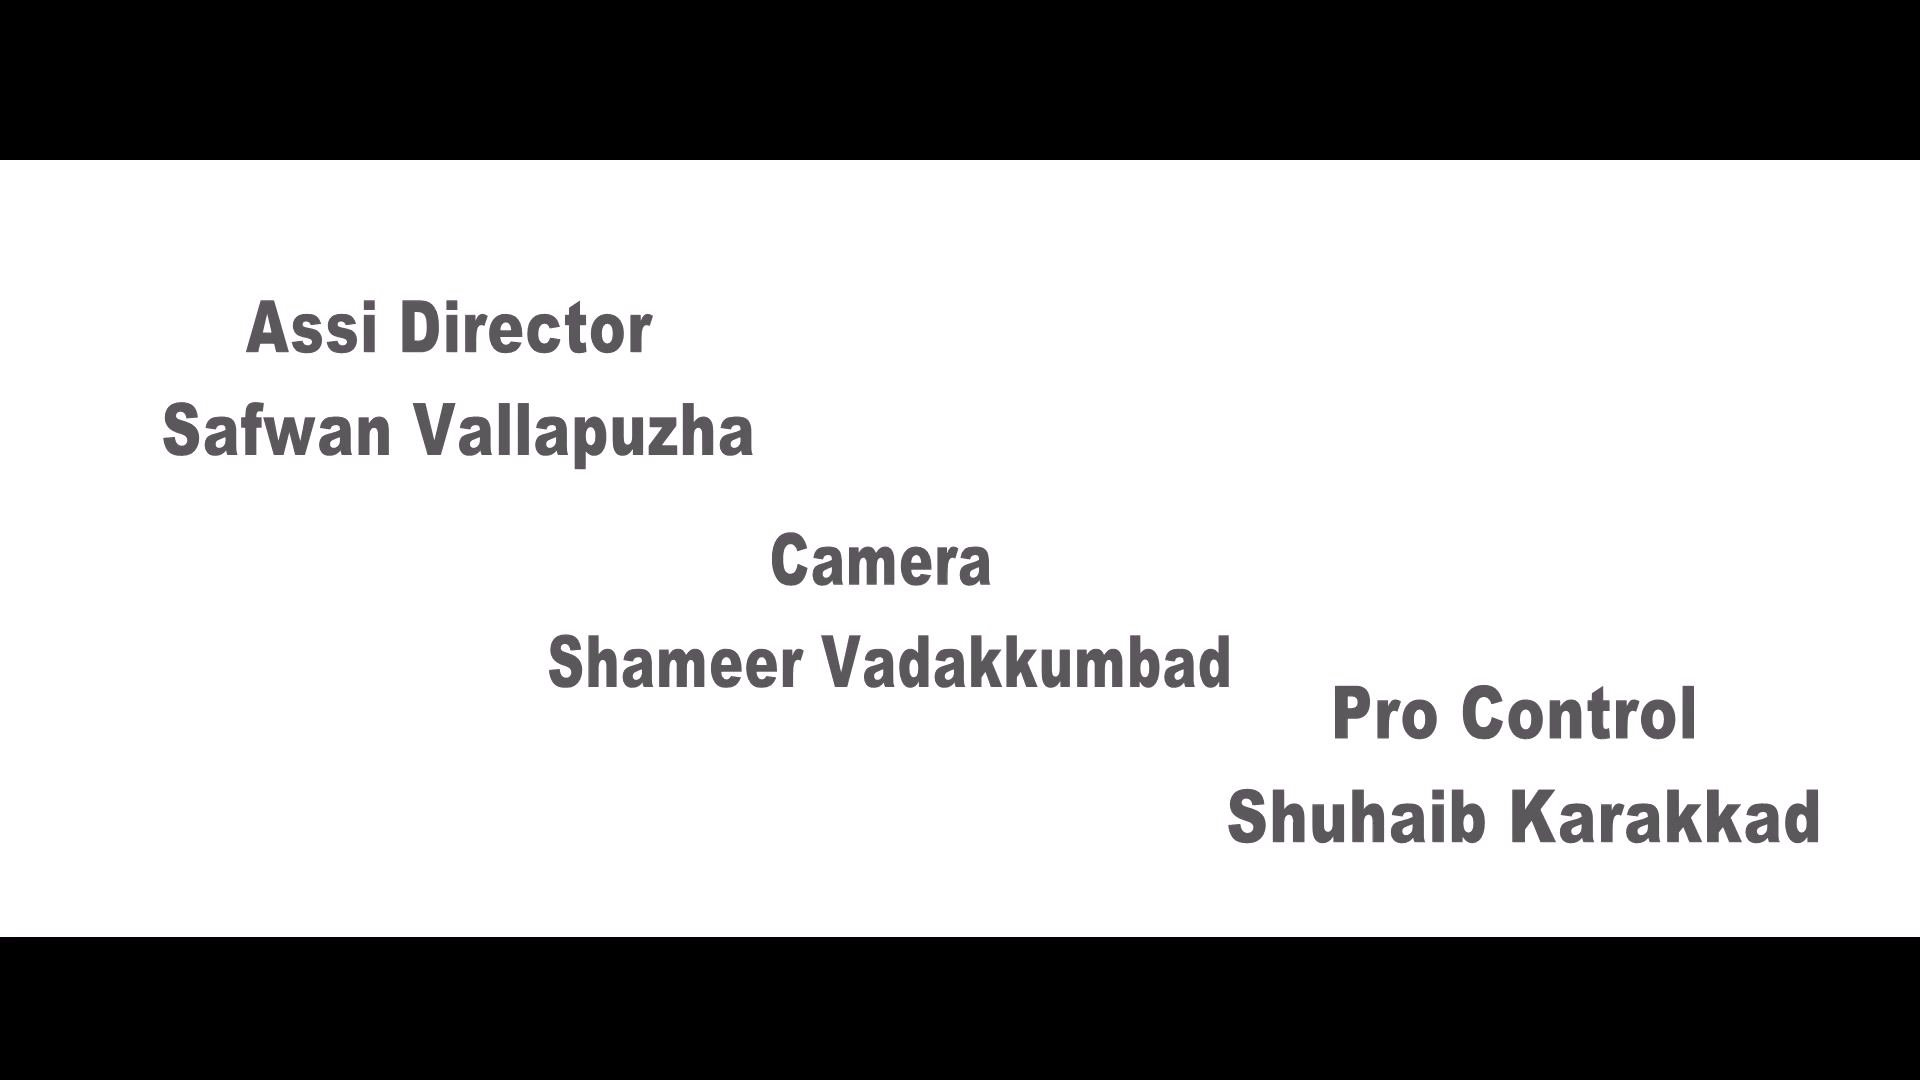 Assi Director
Safwan Vallapuzha
Camera
Shameer Vadakkumbad
Pro Control
Shuhaib Karakkad